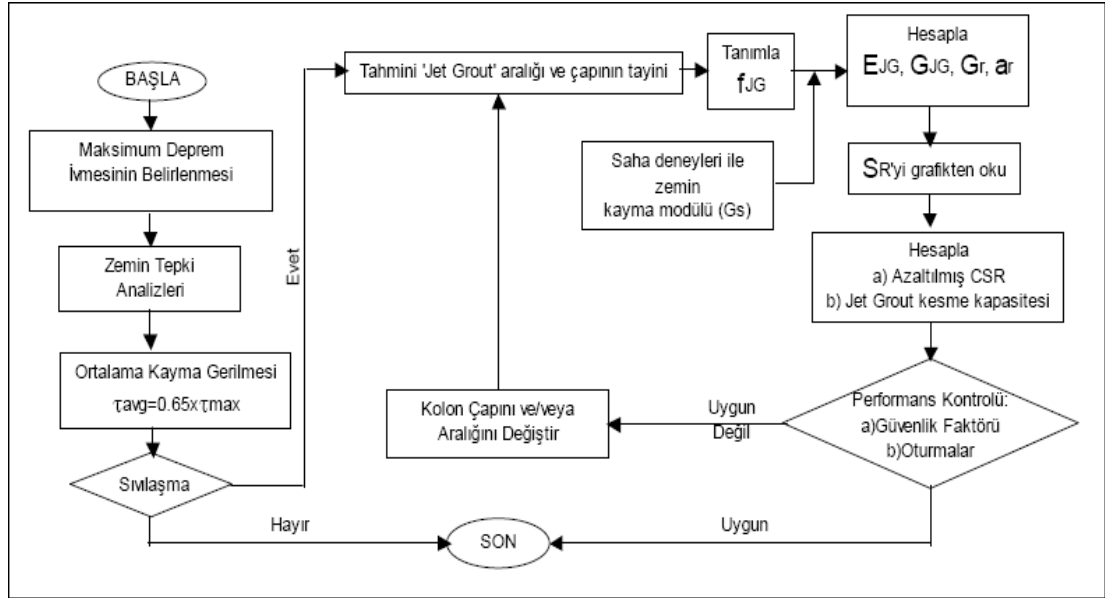 BAŞLA
Maksimum Deprem
İvmesinin Belirlenmesi
Zemin Tepki
Analizleri
Ortalama Kayma Gerilmesi
τavg=0.65xτmax
Sıvılaşma
Evet
Hayır
Tahmini 'Jet Grout' aralığı ve çapının tayini
Tanımla
fJG
Saha deneyleri ile
zemin
kayma modülü (Gs)
Hesapla
EJG, GJG, Gr, ar
SR'yi grafikten oku
Hesapla
a) Azaltılmış CSR
b) Jet Grout kesme kapasitesi
Performans Kontrolü:
a)Güvenlik Faktörü
b)Oturmalar
Uygun
Değil
Kolon Çapını ve/veya
Aralığını Değiştir
Uygun
SON